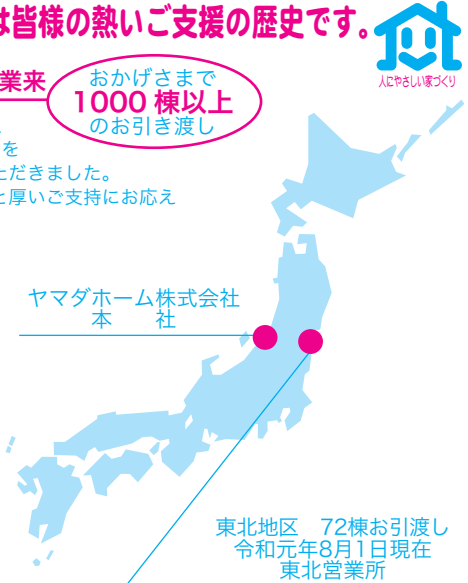 は皆様の熱いご支援の歴史です。
人にやさしい家づくり
業来
おかげさまで
1000 棟以上
のお引き渡し
を
ただきました。
と厚いご支持にお応え
ヤマダホーム株式会社
本　社
東北地区　72棟お引渡し
令和元年8月1日現在
東北営業所